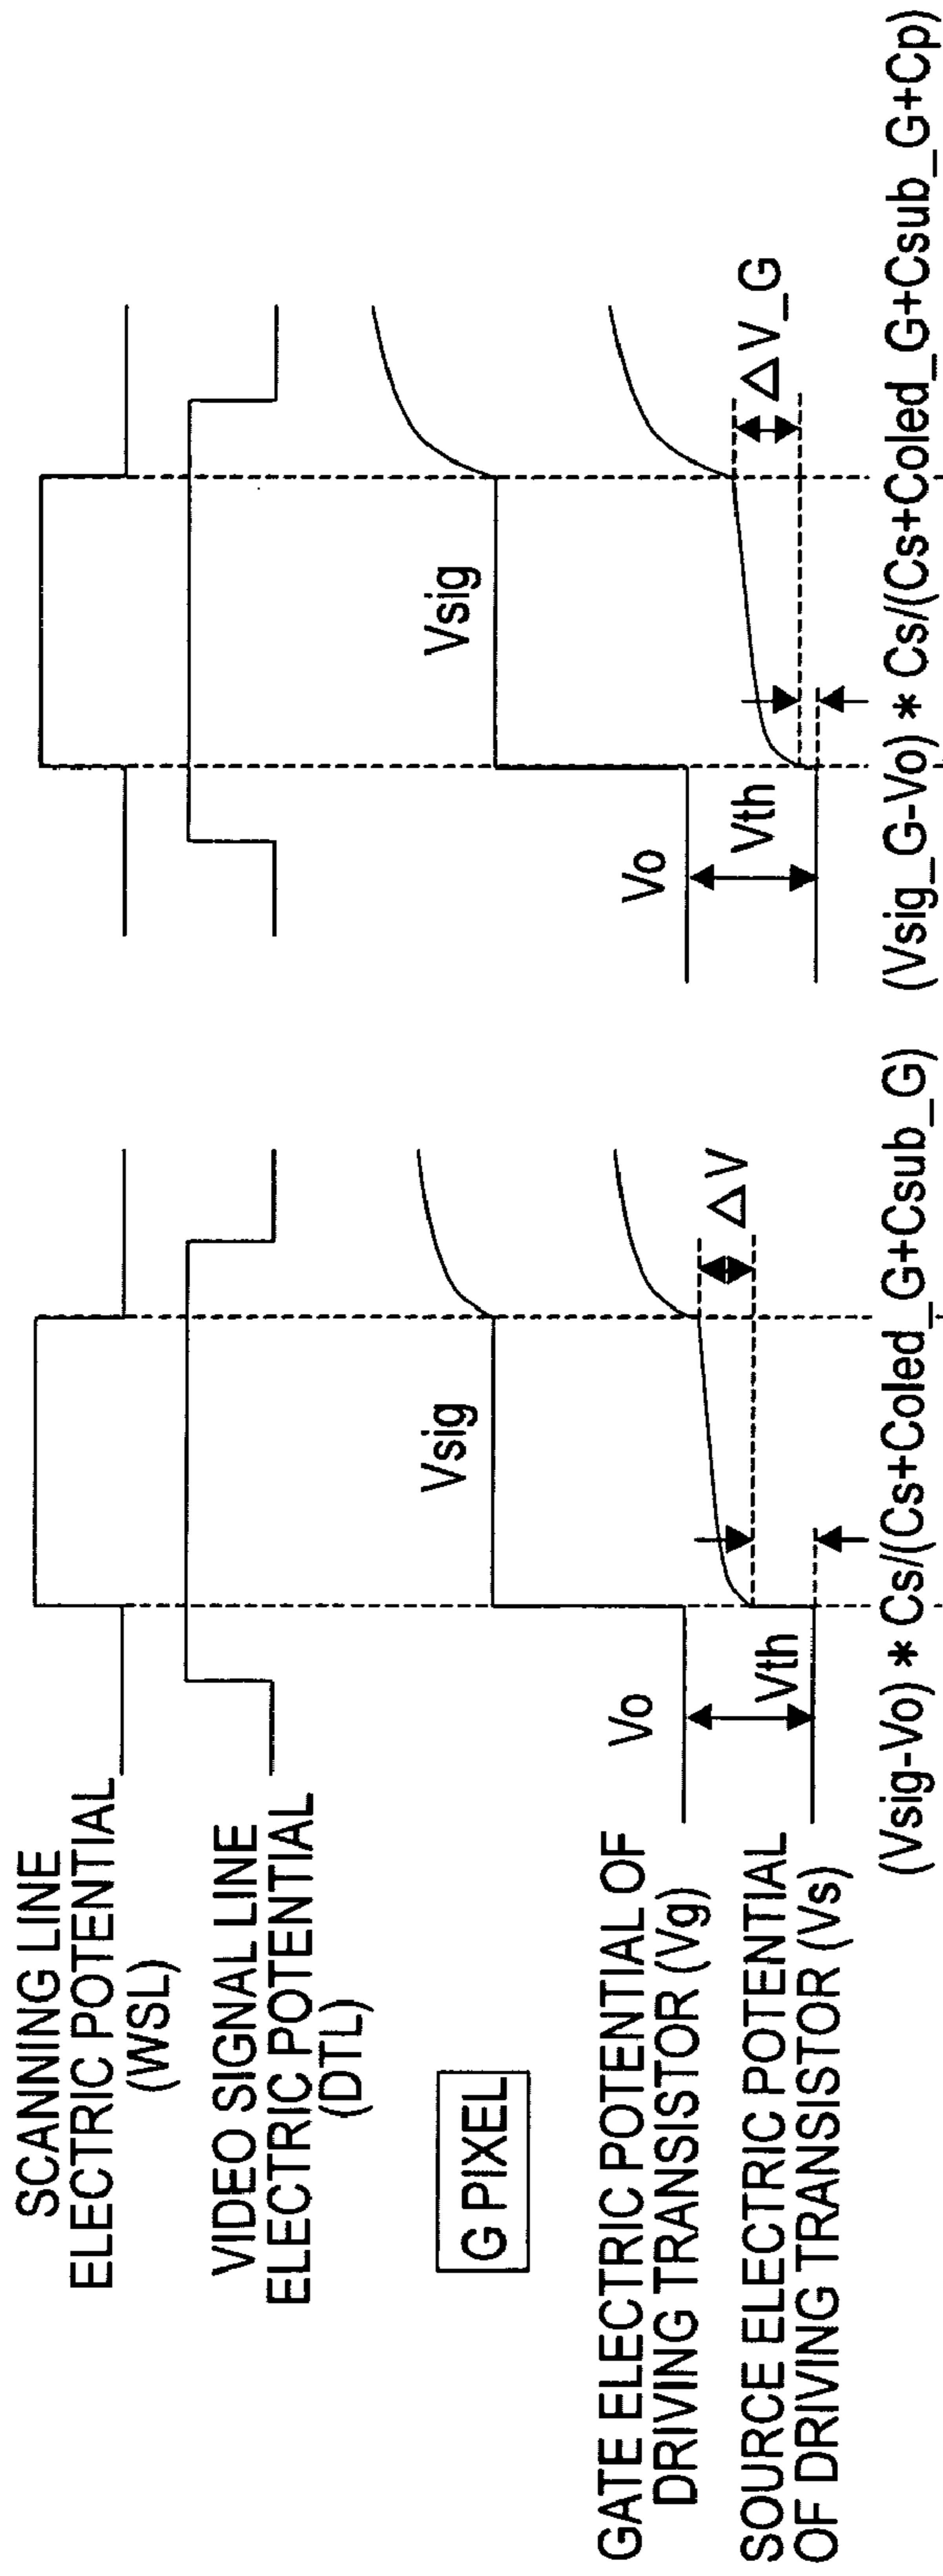 SCANNING LINE
ELECTRIC POTENTIAL
(WSL)
VIDEO SIGNAL LINE
ELECTRIC POTENTIAL
(DTL)
G PIXEL
GATE ELECTRIC POTENTIAL OF
DRIVING TRANSISTOR (Vg)
SOURCE ELECTRIC POTENTIAL
OF DRIVING TRANSISTOR (Vs)
Vsig
Vo
Vth
ΔV
(Vsig-Vo) * Cs/(Cs+Coled_G+Csub_G)
Vsig
Vo
Vth
ΔV_G
(Vsig_G-Vo) * Cs/(Cs+Coled_G+Csub_G+Cp)